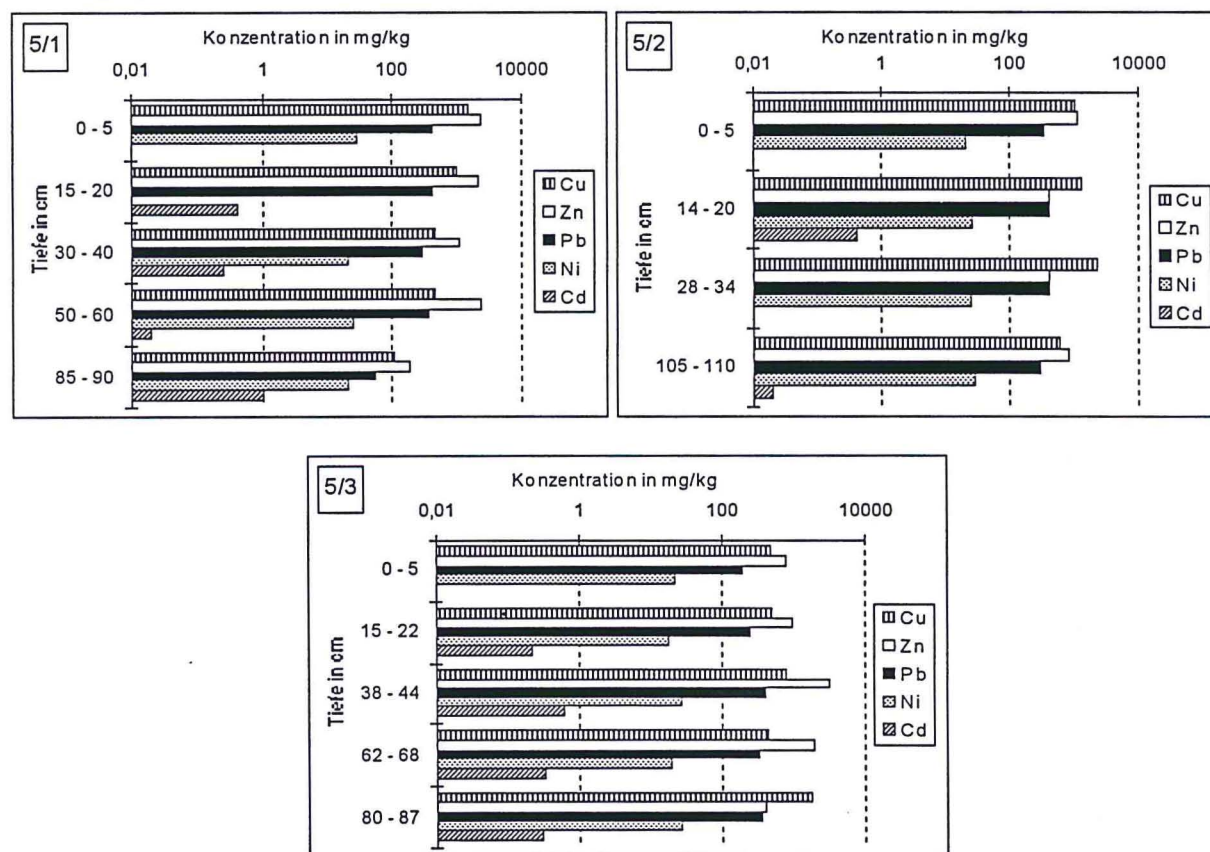 5/1
Konzentration in mg/kg
0,01 1 100 10000
Tiefe in cm
0 - 5
15 - 20
30 - 40
50 - 60
85 - 90
Cu
Zn
Pb
Ni
Cd
5/2
Konzentration in mg/kg
0,01 1 100 10000
Tiefe in cm
0 - 5
14 - 20
28 - 34
105 - 110
Cu
Zn
Pb
Ni
Cd
5/3
Konzentration in mg/kg
0,01 1 100 10000
Tiefe in cm
0 - 5
15 - 22
38 - 44
62 - 68
80 - 87
Cu
Zn
Pb
Ni
Cd